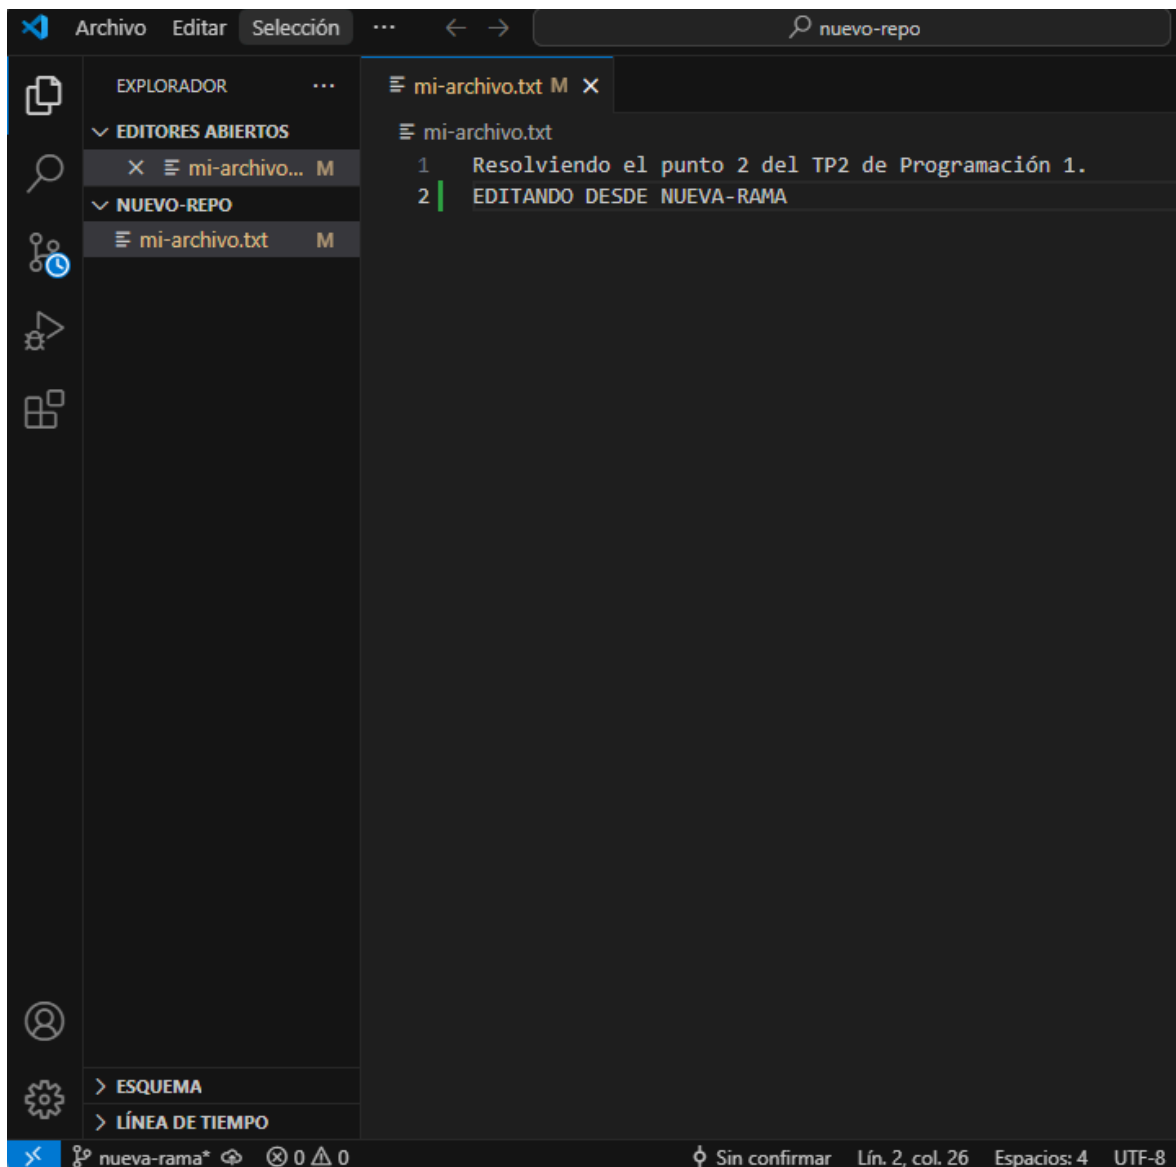 Archivo Editar Selección ··· ← → nuevo-repo
EXPLORADOR ···
EDITORES ABIERTOS
mi-archivo... M
NUEVO-REPO
mi-archivo.txt M
mi-archivo.txt M
mi-archivo.txt
1 Resolviendo el punto 2 del TP2 de Programación 1.
2 EDITANDO DESDE NUEVA-RAMA
ESQUEMA
LÍNEA DE TIEMPO
nueva-rama* 0 0 Sin confirmar Lín. 2, col. 26 Espacios: 4 UTF-8